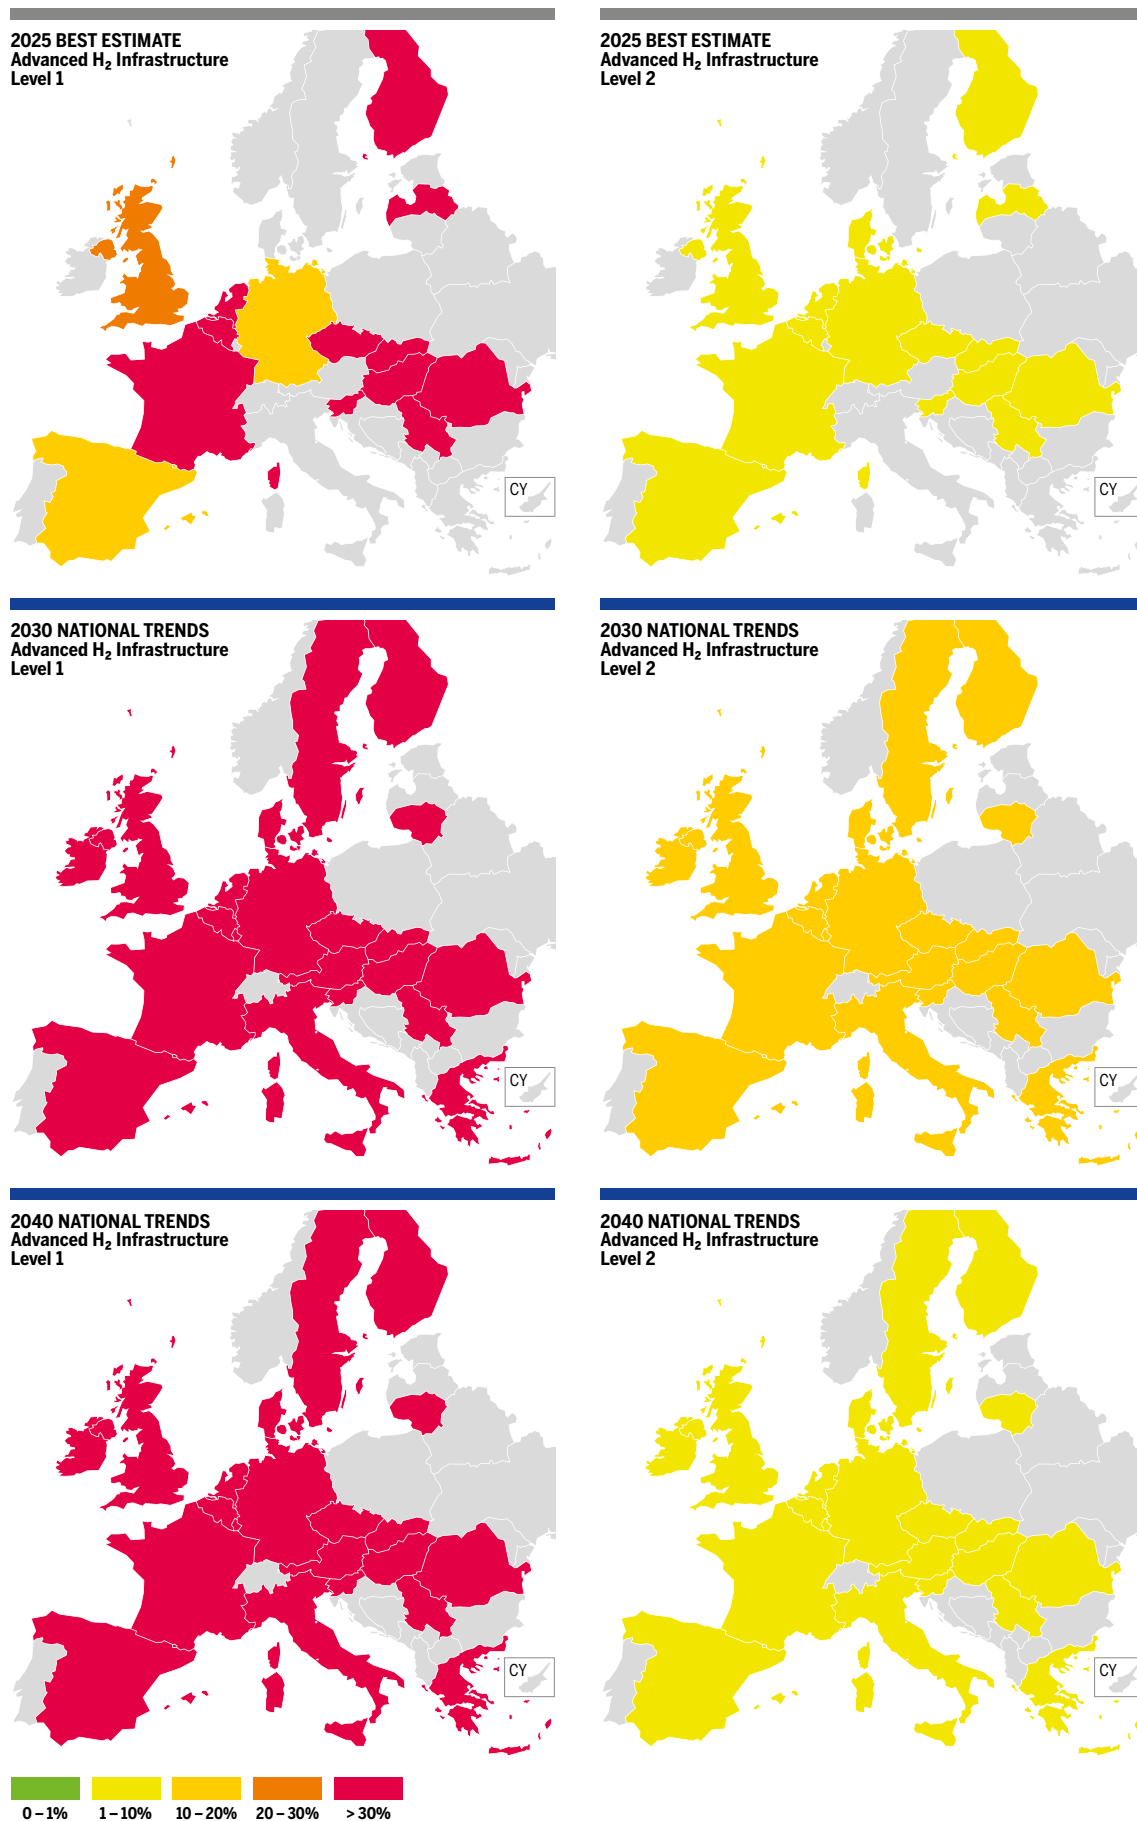 2025 BEST ESTIMATE
Advanced H₂ Infrastructure
Level 1
2025 BEST ESTIMATE
Advanced H₂ Infrastructure
Level 2
CY
CY
2030 NATIONAL TRENDS
Advanced H₂ Infrastructure
Level 1
2030 NATIONAL TRENDS
Advanced H₂ Infrastructure
Level 2
CY
CY
2040 NATIONAL TRENDS
Advanced H₂ Infrastructure
Level 1
2040 NATIONAL TRENDS
Advanced H₂ Infrastructure
Level 2
CY
CY
0 – 1% 1 – 10% 10 – 20% 20 – 30% > 30%